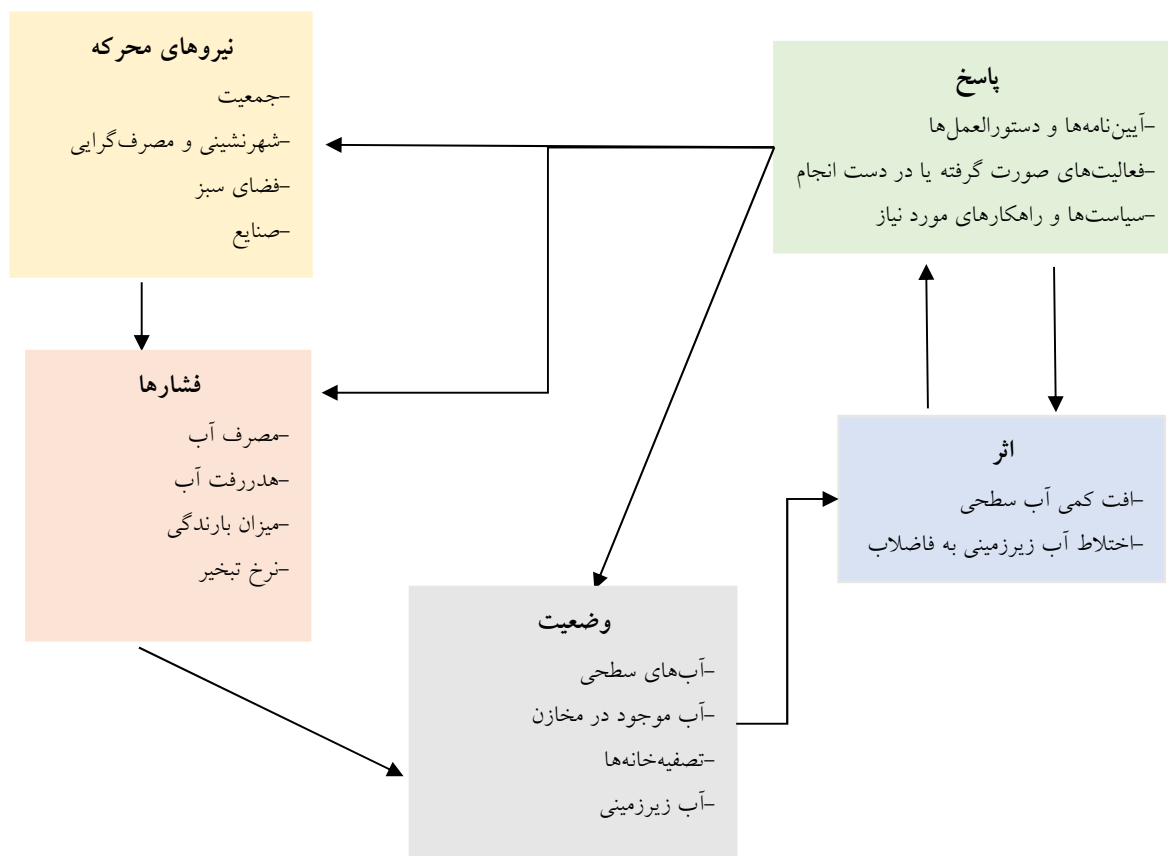 نیروهای محرکه
-جمعیت
-شهرنشینی و مصرف‌گرایی
-فضای سبز
-صنایع
پاسخ
-آیین‌نامه‌ها و دستورالعمل‌ها
-فعالیت‌های صورت گرفته یا در دست انجام
-سیاست‌ها و راهکارهای مورد نیاز
فشارها
-مصرف آب
-هدررفت آب
-میزان بارندگی
-نرخ تبخیر
اثر
-افت کمی آب سطحی
-اختلاط آب زیرزمینی به فاضلاب
وضعیت
-آب‌های سطحی
-آب موجود در مخازن
-تصفیه‌خانه‌ها
-آب زیرزمینی